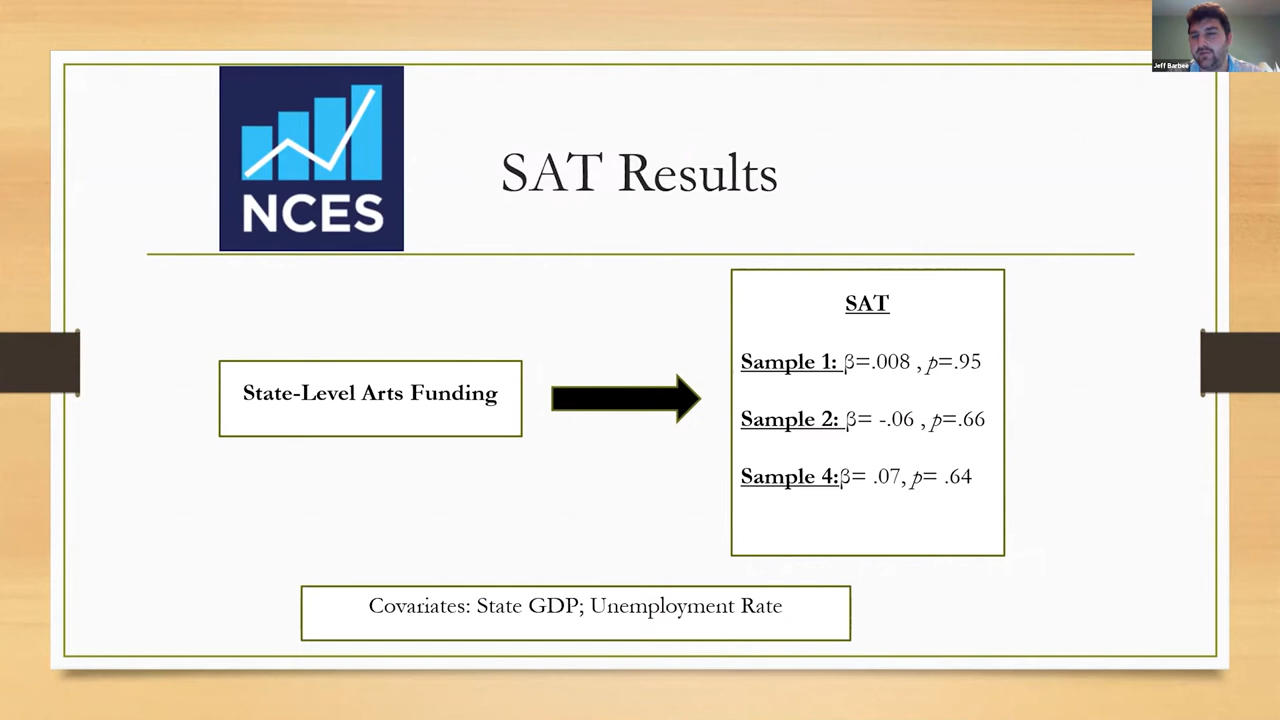 Jeff Barbee
NCES
SAT Results
State-Level Arts Funding
SAT
Sample 1: β=.008 , p=.95
Sample 2: β= -.06 , p=.66
Sample 4:β= .07, p= .64
Covariates: State GDP; Unemployment Rate